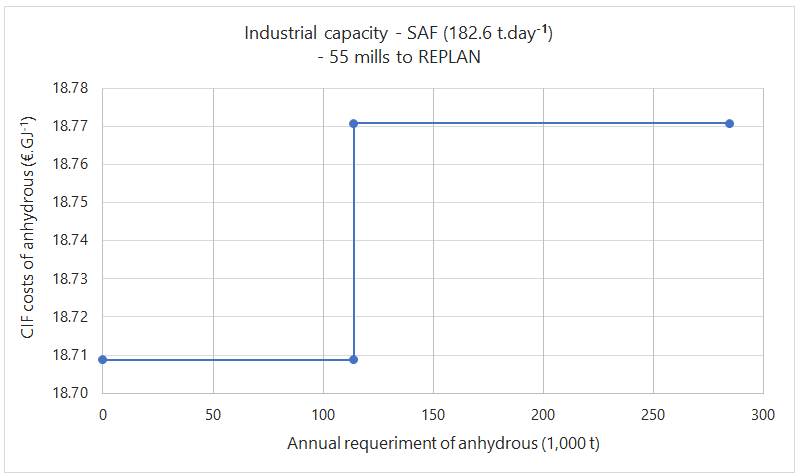 Industrial capacity - SAF (182.6 t.day⁻¹)
- 55 mills to REPLAN
CIF costs of anhydrous (€.GJ⁻¹)
18.78
18.77
18.76
18.75
18.74
18.73
18.72
18.71
18.70
0 50 100 150 200 250 300
Annual requeriment of anhydrous (1,000 t)